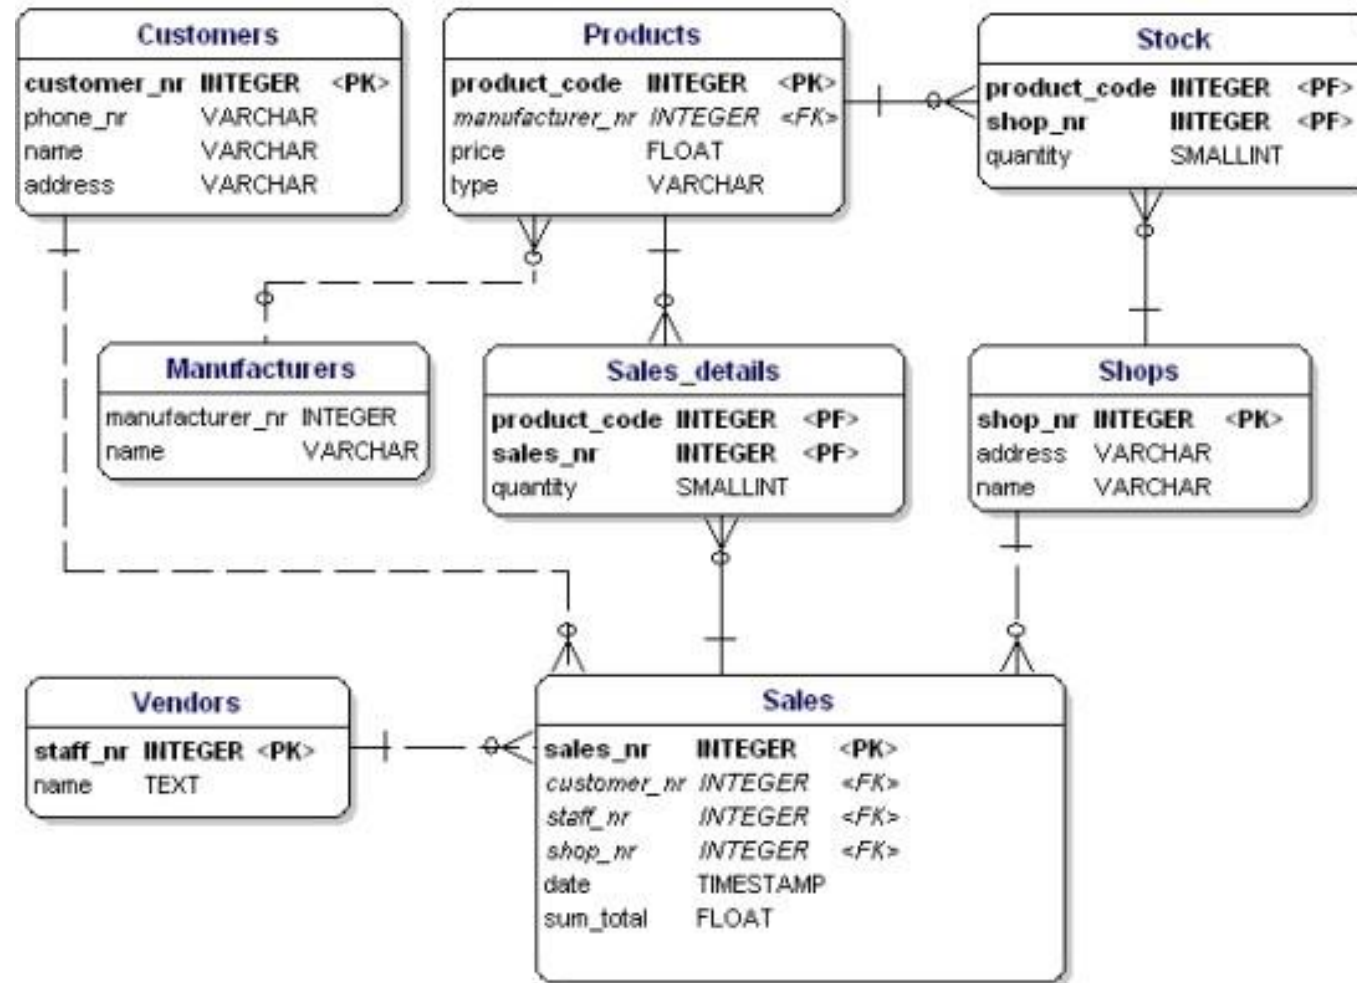 Customers
customer_nr INTEGER <PK>
phone_nr VARCHAR
name VARCHAR
address VARCHAR
Products
product_code INTEGER <PK>
manufacturer_nr INTEGER <FK>
price FLOAT
type VARCHAR
Stock
product_code INTEGER <PF>
shop_nr INTEGER <PF>
quantity SMALLINT
Manufacturers
manufacturer_nr INTEGER
name VARCHAR
Sales_details
product_code INTEGER <PF>
sales_nr INTEGER <PF>
quantity SMALLINT
Shops
shop_nr INTEGER <PK>
address VARCHAR
name VARCHAR
Vendors
staff_nr INTEGER <PK>
name TEXT
Sales
sales_nr INTEGER <PK>
customer_nr INTEGER <FK>
staff_nr INTEGER <FK>
shop_nr INTEGER <FK>
date TIMESTAMP
sum_total FLOAT